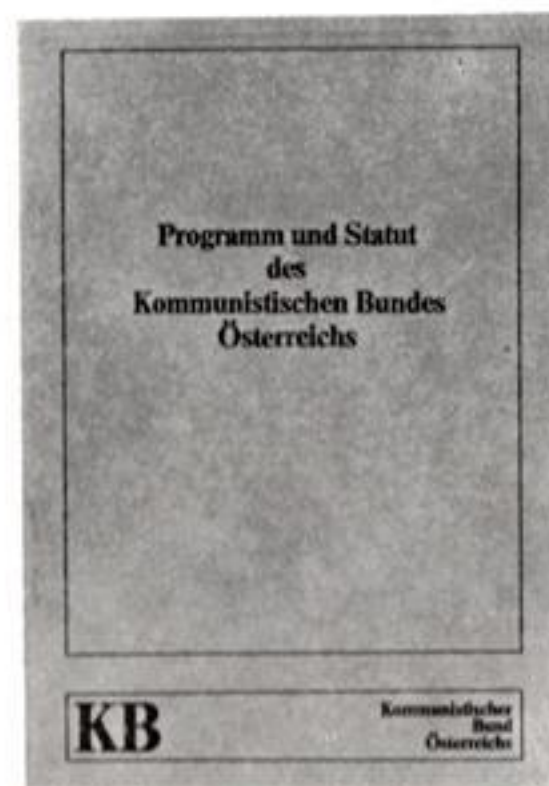 Programm und Statut
des
Kommunistischen Bundes
Österreichs
KB
Kommunistischer
Bund
Österreichs